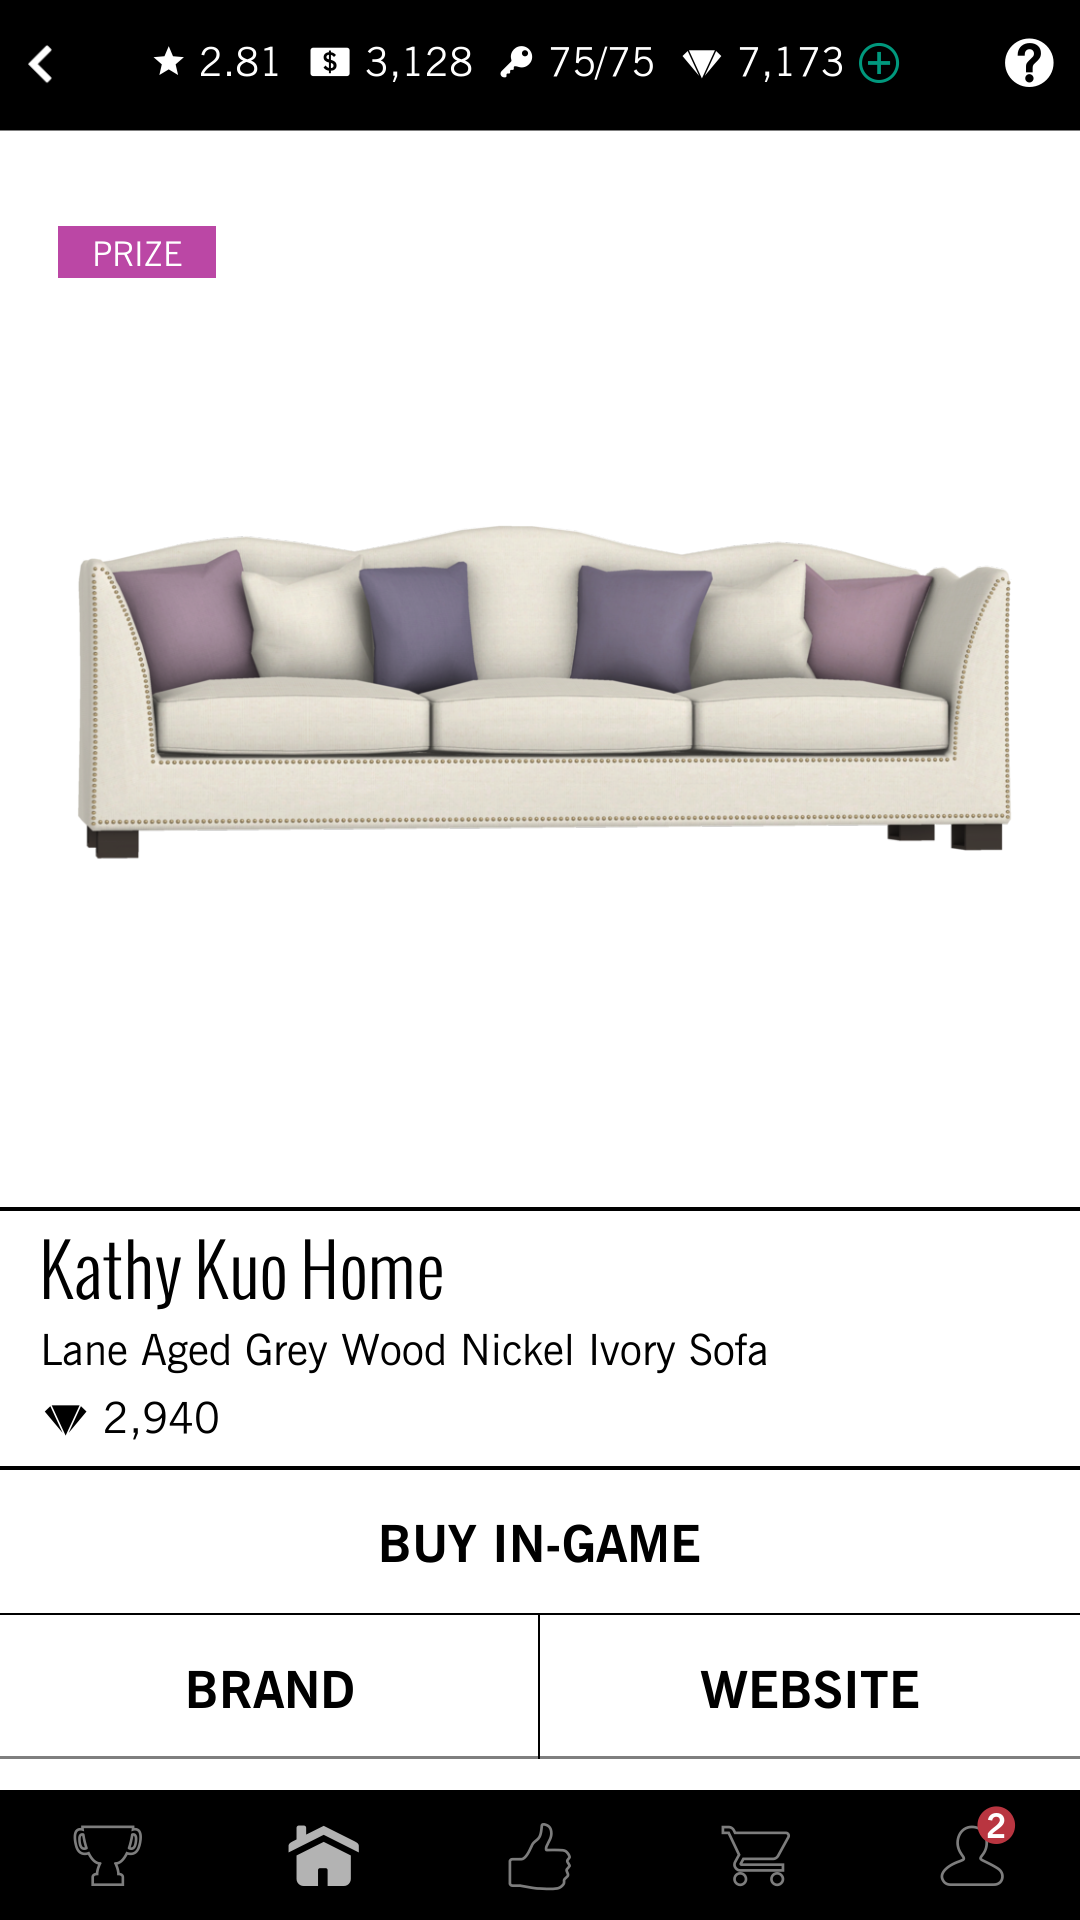 2.81 $ 3,128 75/75 7,173 ?
PRIZE
Kathy Kuo Home
Lane Aged Grey Wood Nickel Ivory Sofa
2,940
BUY IN-GAME
BRAND WEBSITE
2